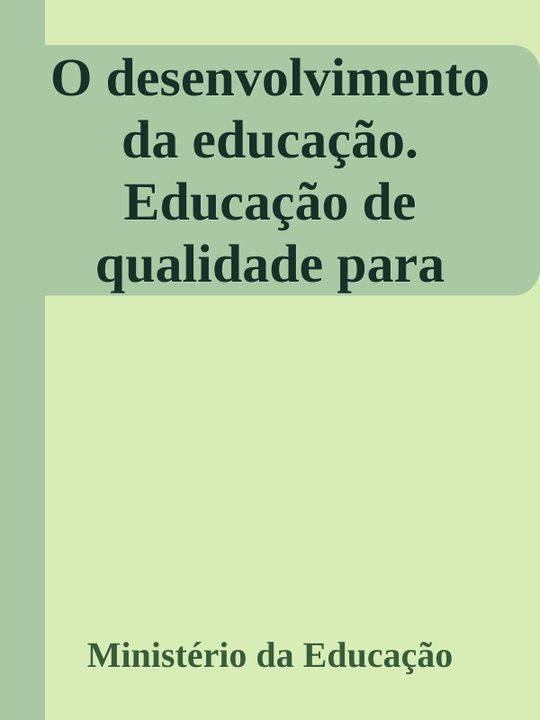 O desenvolvimento
da educação.
Educação de
qualidade para
Ministério da Educação